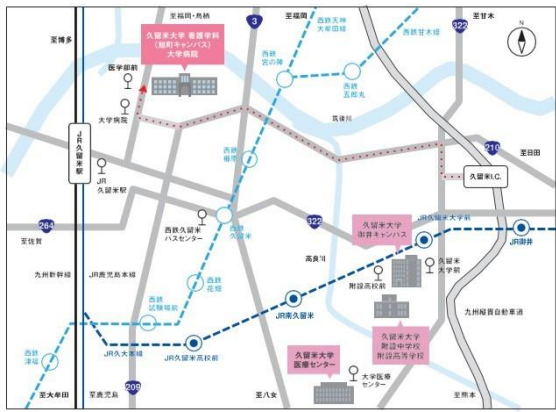 至福岡・鳥栖
3
至福岡
西鉄天神
大牟田線
西鉄甘木線
322
至甘木
N
至博多
久留米大学 看護学科
(旭町キャンパス)
大学病院
医学部前
西鉄
宮の陣
西鉄
五郎丸
大学病院
筑後川
JR久留米駅
西鉄
櫛原
210
至日田
久留米I.C.
JR
久留米駅
264
西鉄久留米
バスセンター
西鉄
久留米
322
久留米大学
御井キャンパス
JR久留米大学前
至佐賀
JR御井
高良川
久留米
大学前
九州新幹線
JR鹿児島本線
西鉄
花畑
附設高校前
九州縦貫自動車道
西鉄
試験場前
JR南久留米
久留米大学
附設中学校
附設高等学校
JR久大本線
JR久留米高校前
西鉄
津福
久留米大学
医療センター
大学医療
センター
209
至大牟田
至鹿児島
至八女
至熊本